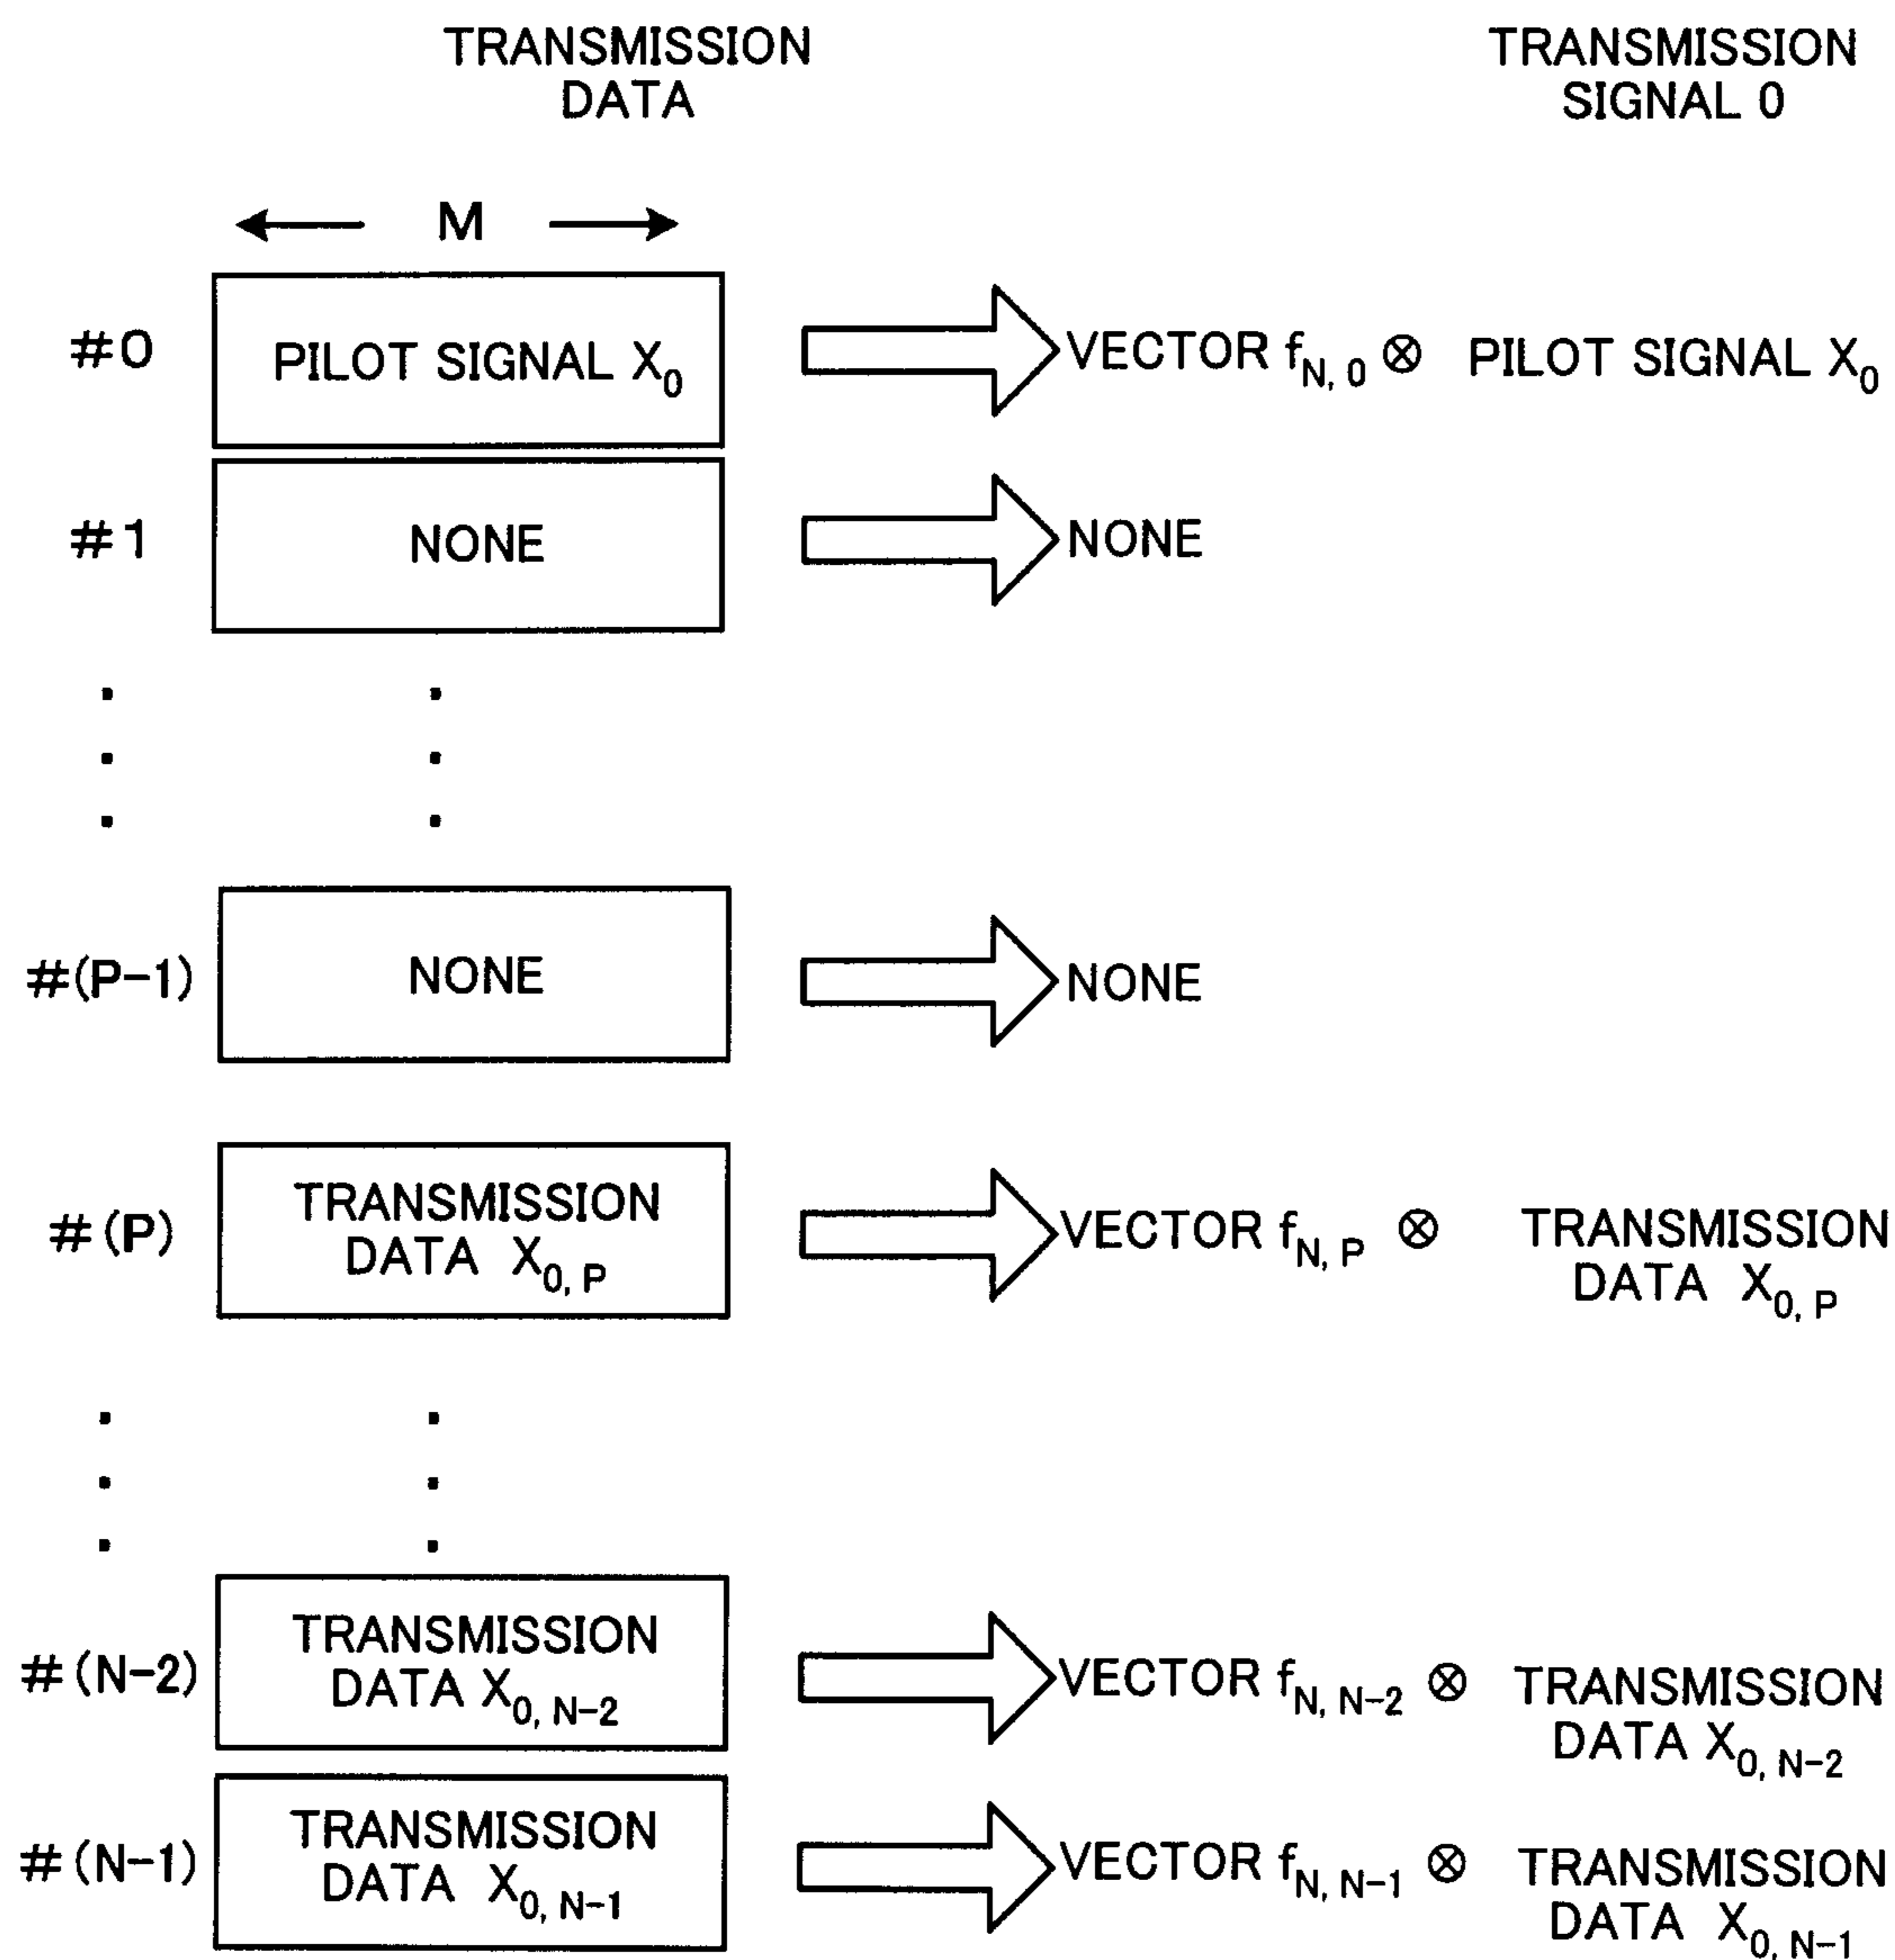 TRANSMISSION DATA
TRANSMISSION SIGNAL 0
M
#0 PILOT SIGNAL X0 VECTOR fN, 0 ⊗ PILOT SIGNAL X0
#1 NONE NONE
#(P-1) NONE NONE
#(P) TRANSMISSION DATA X0, P VECTOR fN, P ⊗ TRANSMISSION DATA X0, P
#(N-2) TRANSMISSION DATA X0, N-2 VECTOR fN, N-2 ⊗ TRANSMISSION DATA X0, N-2
#(N-1) TRANSMISSION DATA X0, N-1 VECTOR fN, N-1 ⊗ TRANSMISSION DATA X0, N-1